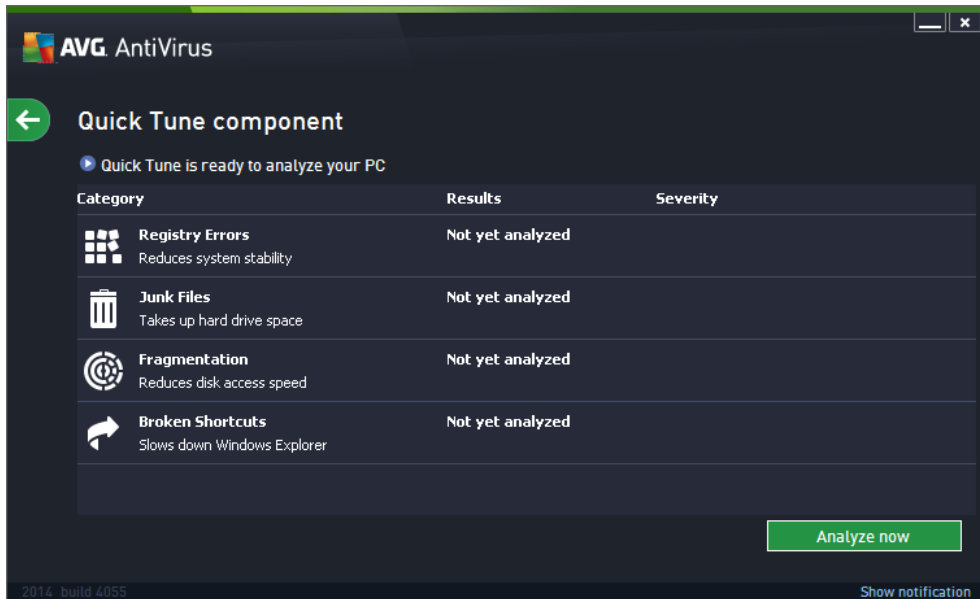 AVG. AntiVirus
Quick Tune component
Quick Tune is ready to analyze your PC
Category Results Severity
Registry Errors Not yet analyzed
Reduces system stability
Junk Files Not yet analyzed
Takes up hard drive space
Fragmentation Not yet analyzed
Reduces disk access speed
Broken Shortcuts Not yet analyzed
Slows down Windows Explorer
Analyze now
2014 build 4055 Show notification